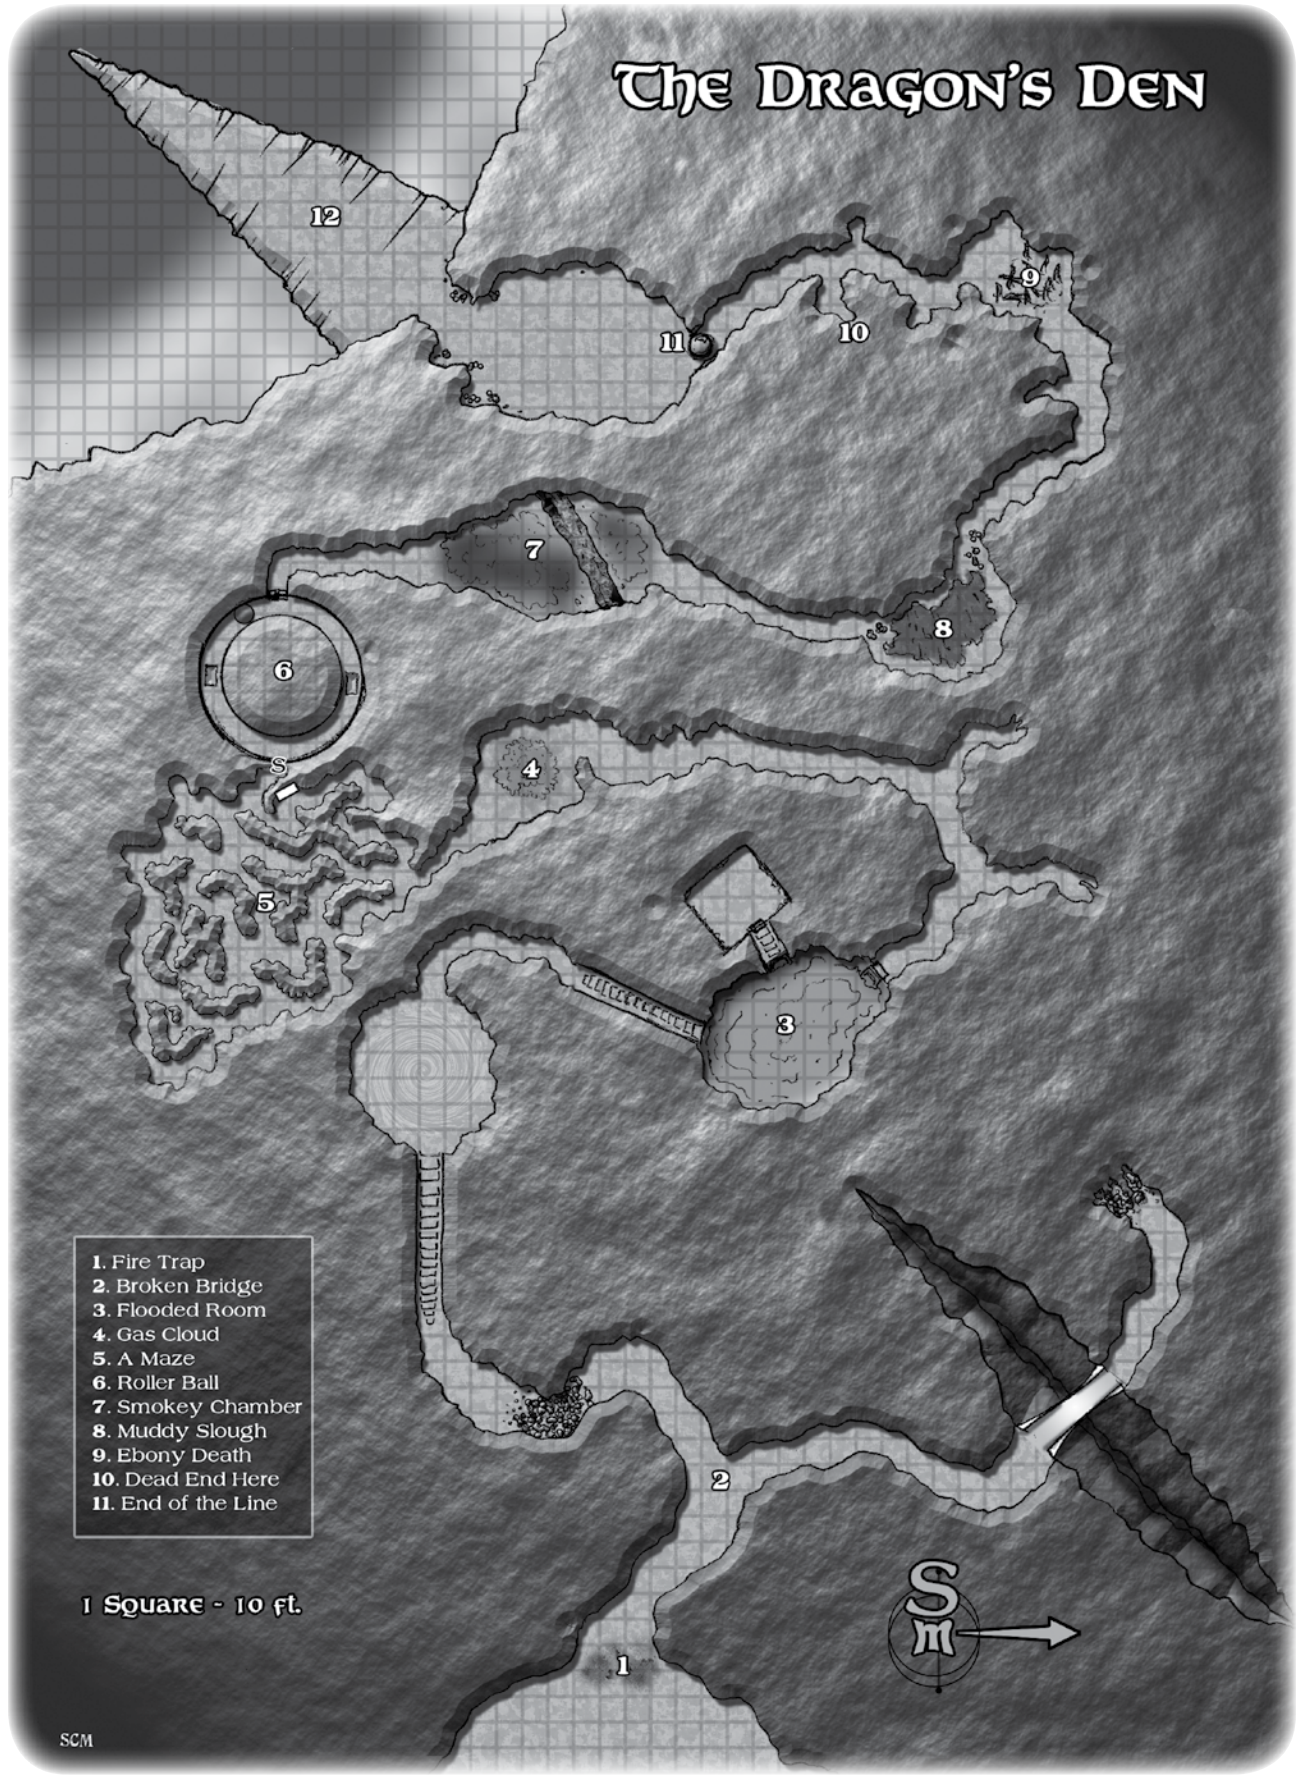 The Dragon's Den
12
9
11
10
7
8
6
S
4
5
3
1. Fire Trap
2. Broken Bridge
3. Flooded Room
4. Gas Cloud
5. A Maze
6. Roller Ball
7. Smokey Chamber
8. Muddy Slough
9. Ebony Death
10. Dead End Here
11. End of the Line
2
1 Square - 10 ft.
S
m
1
SCM